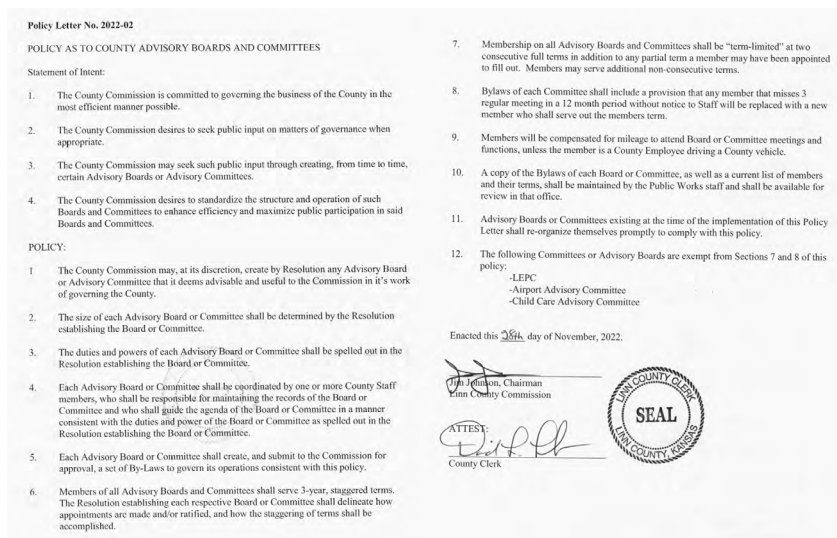 Policy Letter No. 2022-02
POLICY AS TO COUNTY ADVISORY BOARDS AND COMMITTEES
Statement of Intent:
1. The County Commission is committed to governing the business of the County in the
most efficient manner possible.
2. The County Commission desires to seek public input on matters of governance when
appropriate.
3. The County Commission may seek such public input through creating, from time to time,
certain Advisory Boards or Advisory Committees.
4. The County Commission desires to standardize the structure and operation of such
Boards and Committees to enhance efficiency and maximize public participation in said
Boards and Committees.
POLICY:
1 The County Commission may, at its discretion, create by Resolution any Advisory Board
or Advisory Committee that it deems advisable and useful to the Commission in it's work
of governing the County.
2. The size of each Advisory Board or Committee shall be determined by the Resolution
establishing the Board or Committee.
3. The duties and powers of each Advisory Board or Committee shall be spelled out in the
Resolution establishing the Board or Committee.
4. Each Advisory Board or Committee shall be coordinated by one or more County Staff
members, who shall be responsible for maintaining the records of the Board or
Committee and who shall guide the agenda of the Board or Committee in a manner
consistent with the duties and power of the Board or Committee as spelled out in the
Resolution establishing the Board or Committee.
5. Each Advisory Board or Committee shall create, and submit to the Commission for
approval, a set of By-Laws to govern its operations consistent with this policy.
6. Members of all Advisory Boards and Committees shall serve 3-year, staggered terms.
The Resolution establishing each respective Board or Committee shall delineate how
appointments are made and/or ratified, and how the staggering of terms shall be
accomplished.
7. Membership on all Advisory Boards and Committees shall be "term-limited" at two
consecutive full terms in addition to any partial term a member may have been appointed
to fill out. Members may serve additional non-consecutive terms.
8. Bylaws of each Committee shall include a provision that any member that misses 3
regular meeting in a 12 month period without notice to Staff will be replaced with a new
member who shall serve out the members term.
9. Members will be compensated for mileage to attend Board or Committee meetings and
functions, unless the member is a County Employee driving a County vehicle.
10. A copy of the Bylaws of each Board or Committee, as well as a current list of members
and their terms, shall be maintained by the Public Works staff and shall be available for
review in that office.
11. Advisory Boards or Committees existing at the time of the implementation of this Policy
Letter shall re-organize themselves promptly to comply with this policy.
12. The following Committees or Advisory Boards are exempt from Sections 7 and 8 of this
policy:
-LEPC
-Airport Advisory Committee
-Child Care Advisory Committee
Enacted this 28th day of November, 2022.
Jim Johnson, Chairman
Linn County Commission
ATTEST:
County Clerk
LINN COUNTY CLERK
SEAL
LINN COUNTY, KANSAS